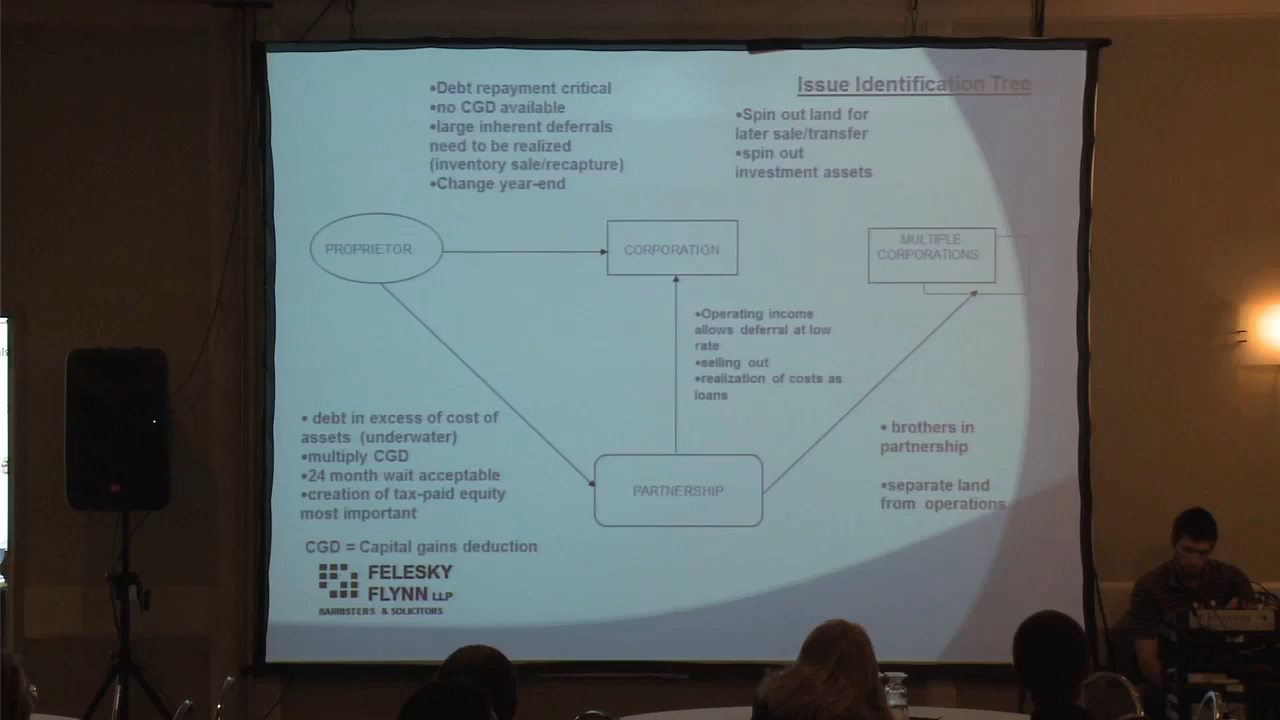 Issue Identification Tree
•Debt repayment critical
•no CGD available
•large inherent deferrals
need to be realized
(inventory sale/recapture)
•Change year-end
•Spin out land for
later sale/transfer
•spin out
investment assets
PROPRIETOR
CORPORATION
MULTIPLE
CORPORATIONS
•Operating income
allows deferral at low
rate
•selling out
•realization of costs as
loans
• debt in excess of cost of
assets (underwater)
•multiply CGD
•24 month wait acceptable
•creation of tax-paid equity
most important
PARTNERSHIP
• brothers in
partnership
•separate land
from operations
CGD = Capital gains deduction
FELESKY
FLYNN LLP
BARRISTERS & SOLICITORS